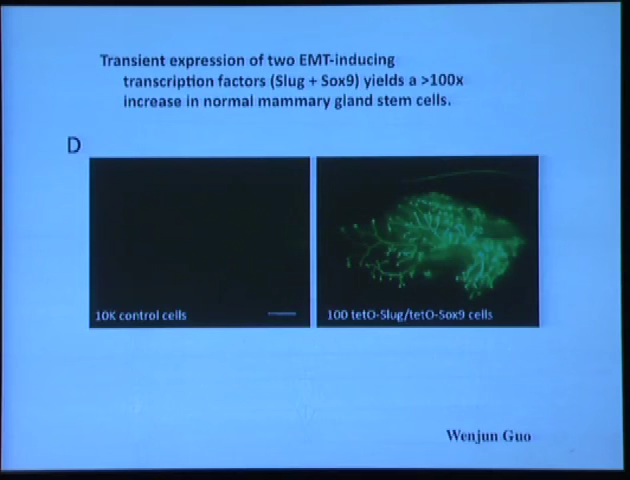 Transient expression of two EMT-inducing
transcription factors (Slug + Sox9) yields a >100x
increase in normal mammary gland stem cells.
D
10K control cells
100 tetO-Slug/tetO-Sox9 cells
Wenjun Guo